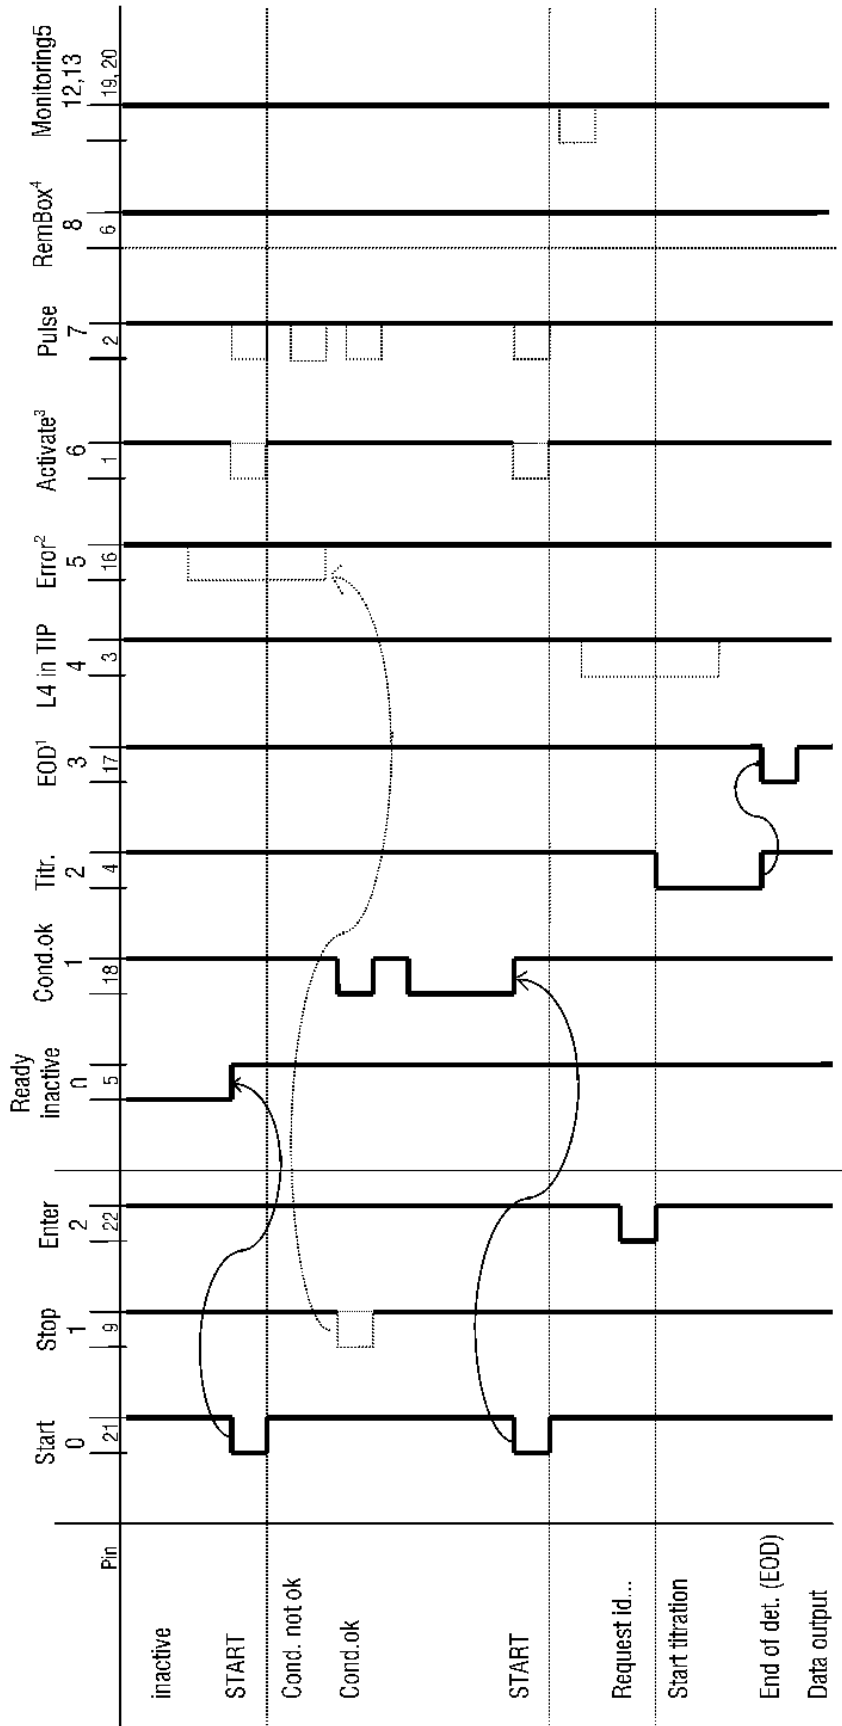 Pin
inactive
START
Cond. not ok
Cond.ok
START
Request id...
Start titration
End of det. (EOD)
Data output
Start
0
21
Stop
1
9
Enter
2
22
Ready
inactive
0
5
Cond.ok
1
18
Titr.
2
4
EOD¹
3
17
L4 in TIP
4
3
Error²
5
16
Activate³
6
1
Pulse
7
2
RemBox⁴
8
6
Monitoring5
12,13
19, 20